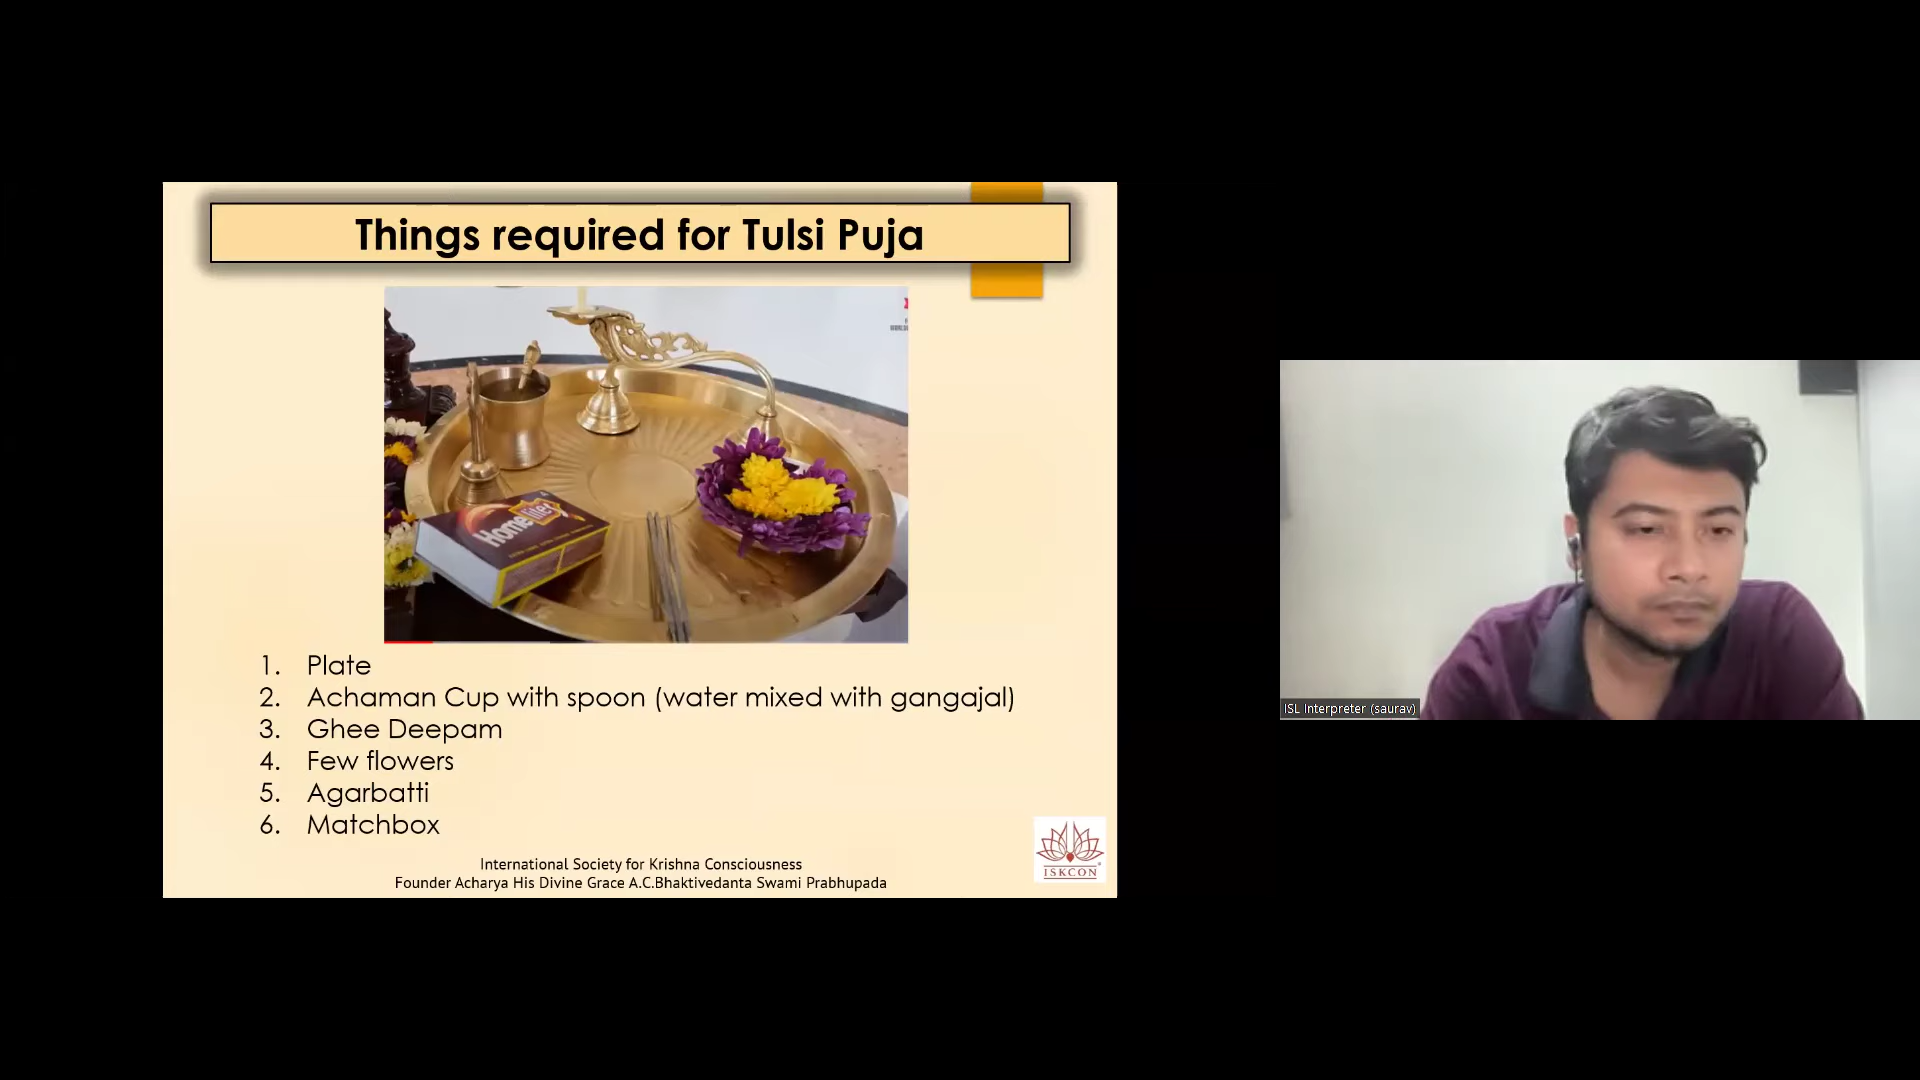 Things required for Tulsi Puja
Home lites
1. Plate
2. Achaman Cup with spoon (water mixed with gangajal)
3. Ghee Deepam
4. Few flowers
5. Agarbatti
6. Matchbox
International Society for Krishna Consciousness
Founder Acharya His Divine Grace A.C.Bhaktivedanta Swami Prabhupada
ISKCON
ISL Interpreter (saurav)